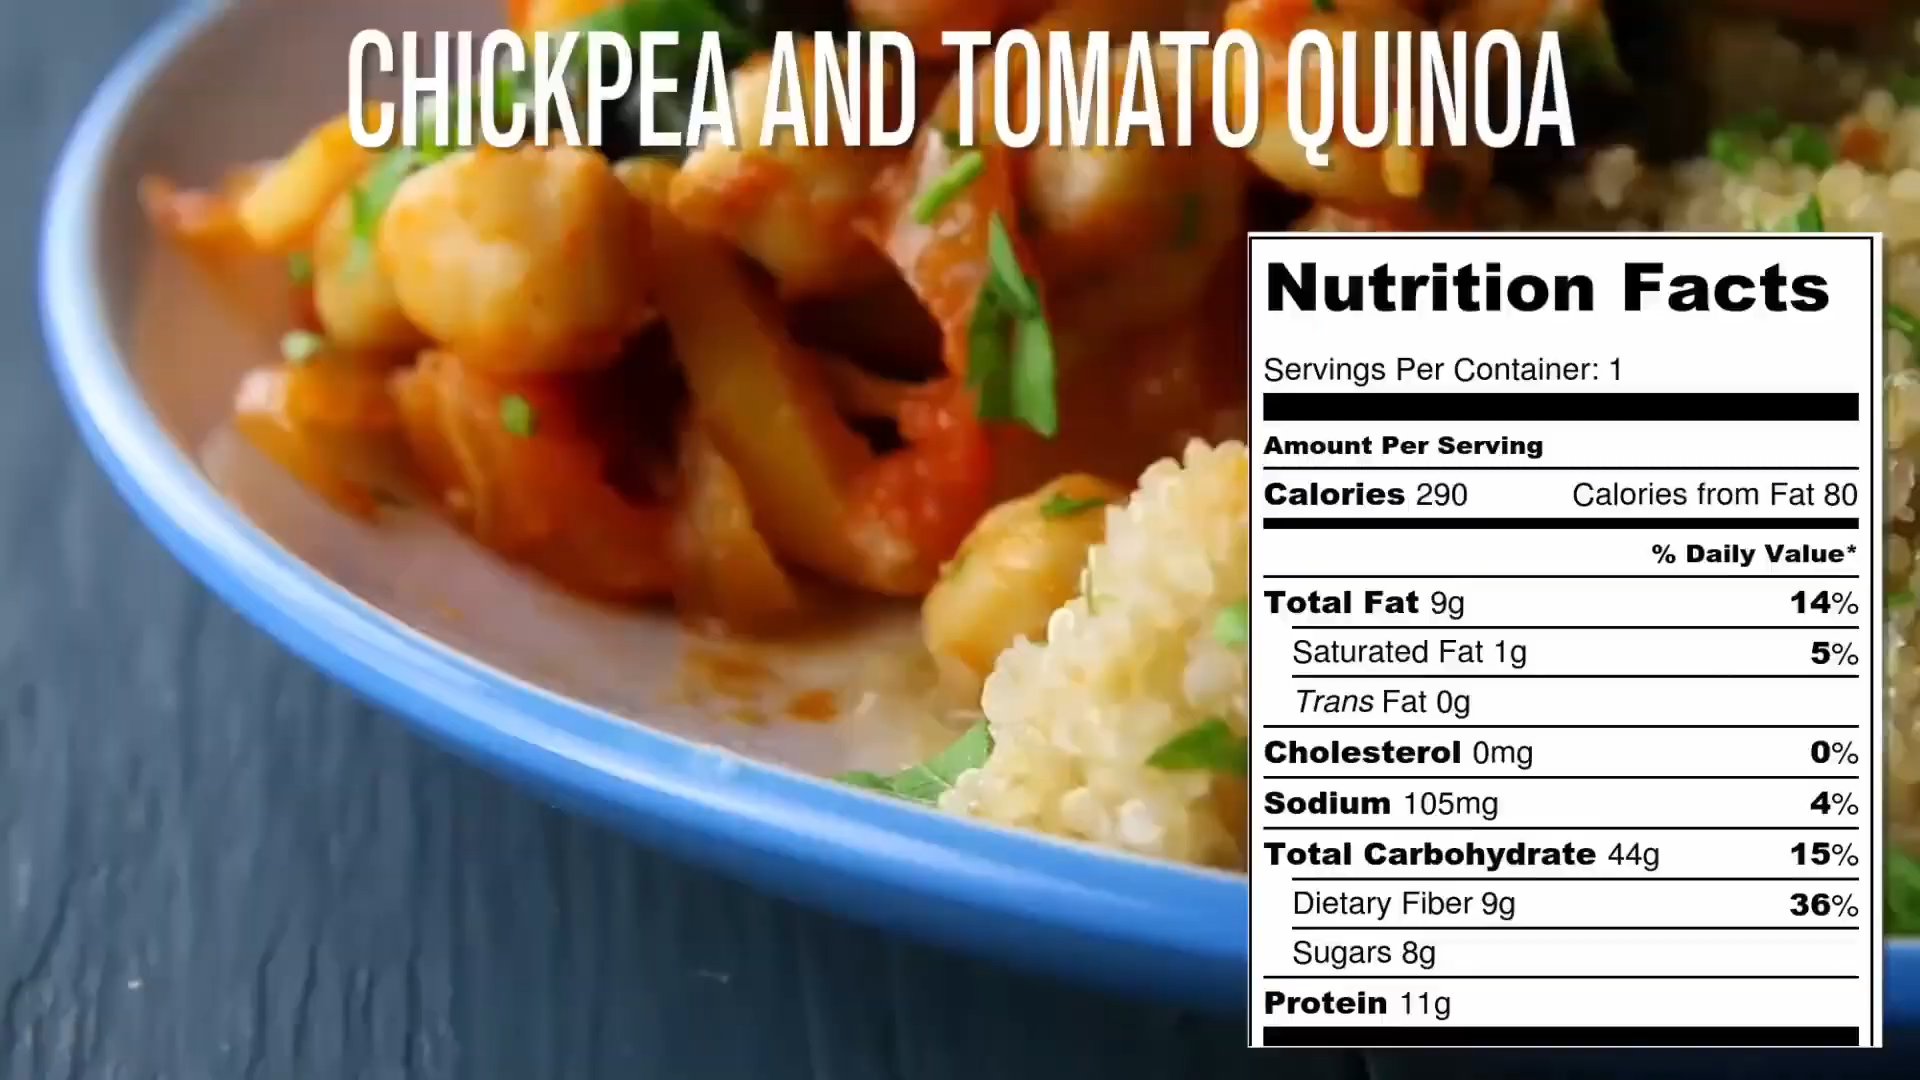 CHICKPEA AND TOMATO QUINOA
Nutrition Facts
Servings Per Container: 1
Amount Per Serving
Calories 290 Calories from Fat 80
% Daily Value*
Total Fat 9g 14%
Saturated Fat 1g 5%
Trans Fat 0g
Cholesterol 0mg 0%
Sodium 105mg 4%
Total Carbohydrate 44g 15%
Dietary Fiber 9g 36%
Sugars 8g
Protein 11g